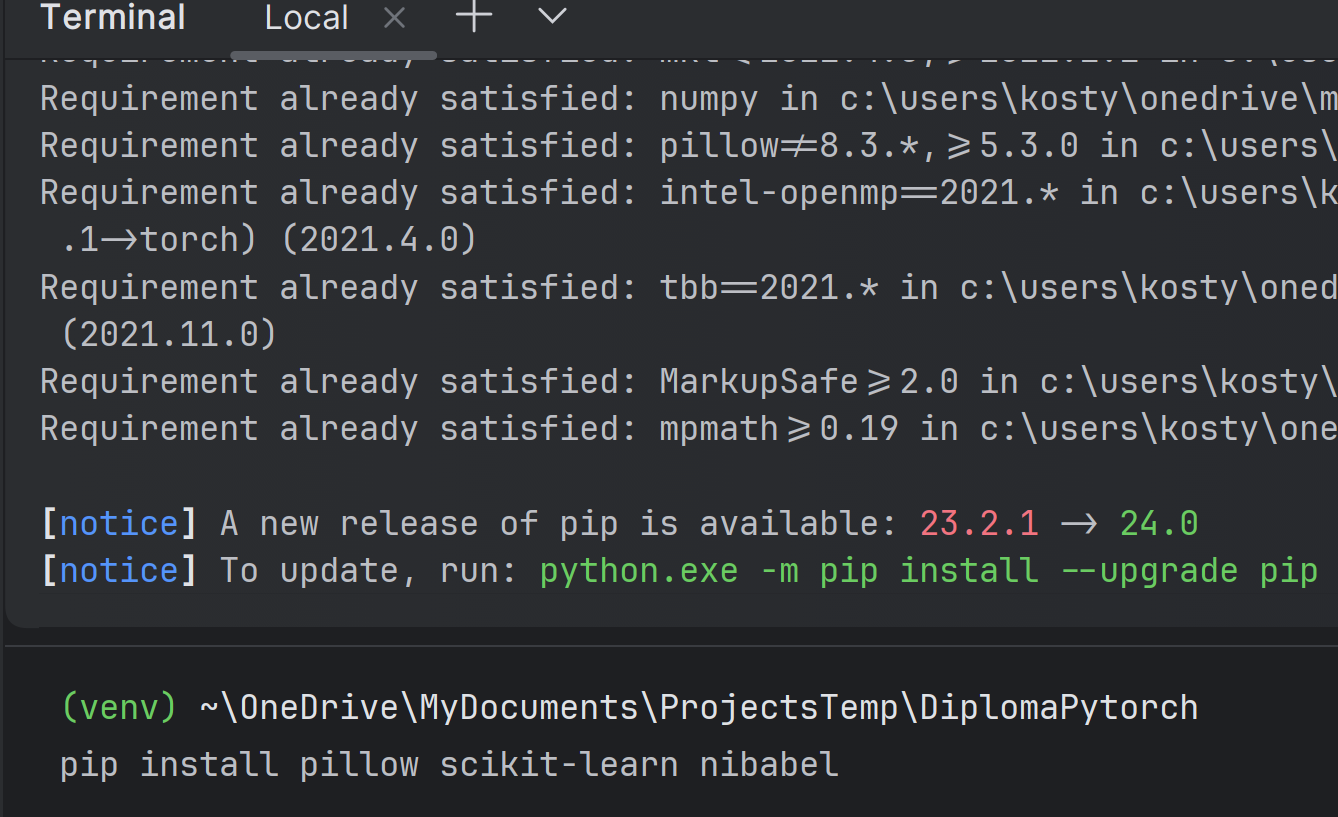 Terminal Local
Requirement already satisfied:
Requirement already satisfied: numpy in c:\users\kosty\onedrive\m
Requirement already satisfied: pillow!=8.3.*,>=5.3.0 in c:\users\
Requirement already satisfied: intel-openmp==2021.* in c:\users\k
.1->torch) (2021.4.0)
Requirement already satisfied: tbb==2021.* in c:\users\kosty\oned
(2021.11.0)
Requirement already satisfied: MarkupSafe>=2.0 in c:\users\kosty\
Requirement already satisfied: mpmath>=0.19 in c:\users\kosty\one
[notice] A new release of pip is available: 23.2.1 -> 24.0
[notice] To update, run: python.exe -m pip install --upgrade pip
(venv) ~\OneDrive\MyDocuments\ProjectsTemp\DiplomaPytorch
pip install pillow scikit-learn nibabel